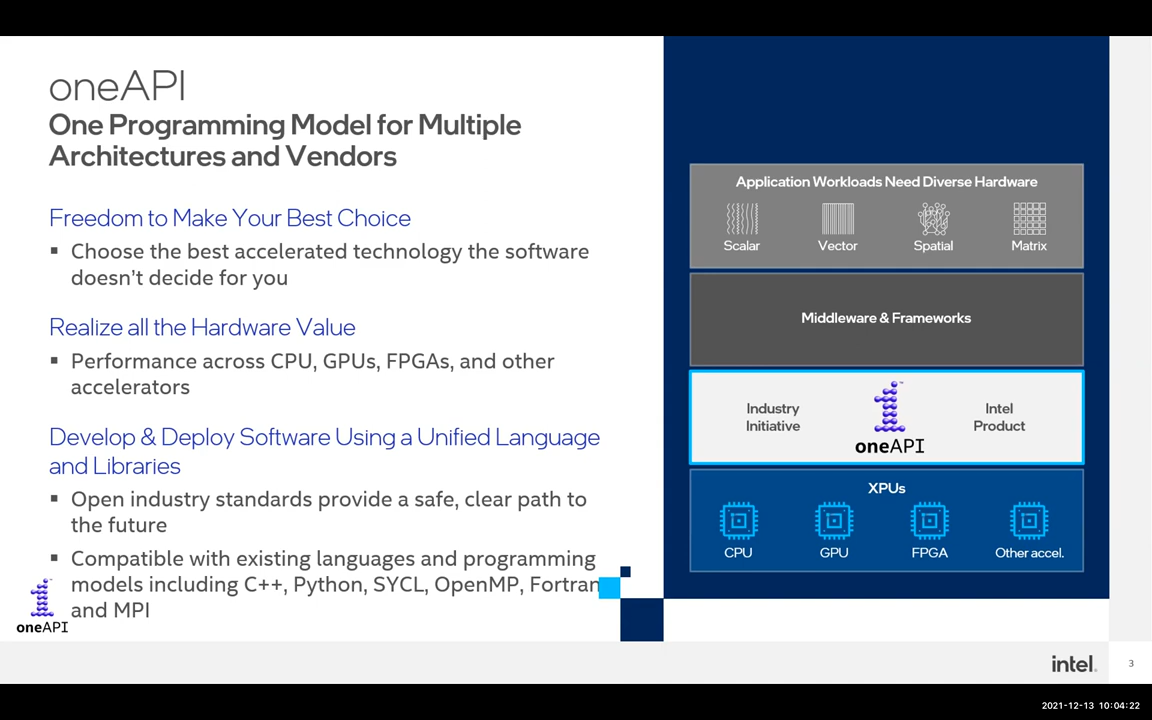 oneAPI
One Programming Model for Multiple
Architectures and Vendors
Freedom to Make Your Best Choice
▪ Choose the best accelerated technology the software
doesn’t decide for you
Realize all the Hardware Value
▪ Performance across CPU, GPUs, FPGAs, and other
accelerators
Develop & Deploy Software Using a Unified Language
and Libraries
▪ Open industry standards provide a safe, clear path to
the future
▪ Compatible with existing languages and programming
models including C++, Python, SYCL, OpenMP, Fortran
and MPI
oneAPI
Application Workloads Need Diverse Hardware
Scalar Vector Spatial Matrix
Middleware & Frameworks
Industry
Initiative
oneAPI
Intel
Product
XPUs
CPU GPU FPGA Other accel.
intel.
3
2021-12-13 10:04:22